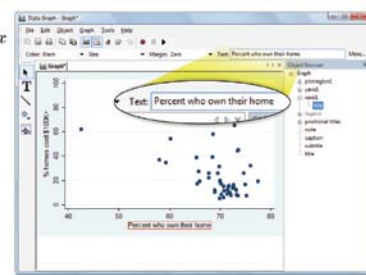 x
Stata Graph - Graph*
File Edit Object Graph Tools Help
Color: Black Size Margin: Zero Text: Percent who own their home More...
Graph* Object Browser
Text: Percent who own their home
Graph
plotregion1
yaxis1
xaxis1
title
legend
positional titles
note
caption
subtitle
title
% homes cost $100K+
100
80
60
40
20
0
40 50 60 70 80
Percent who own their home